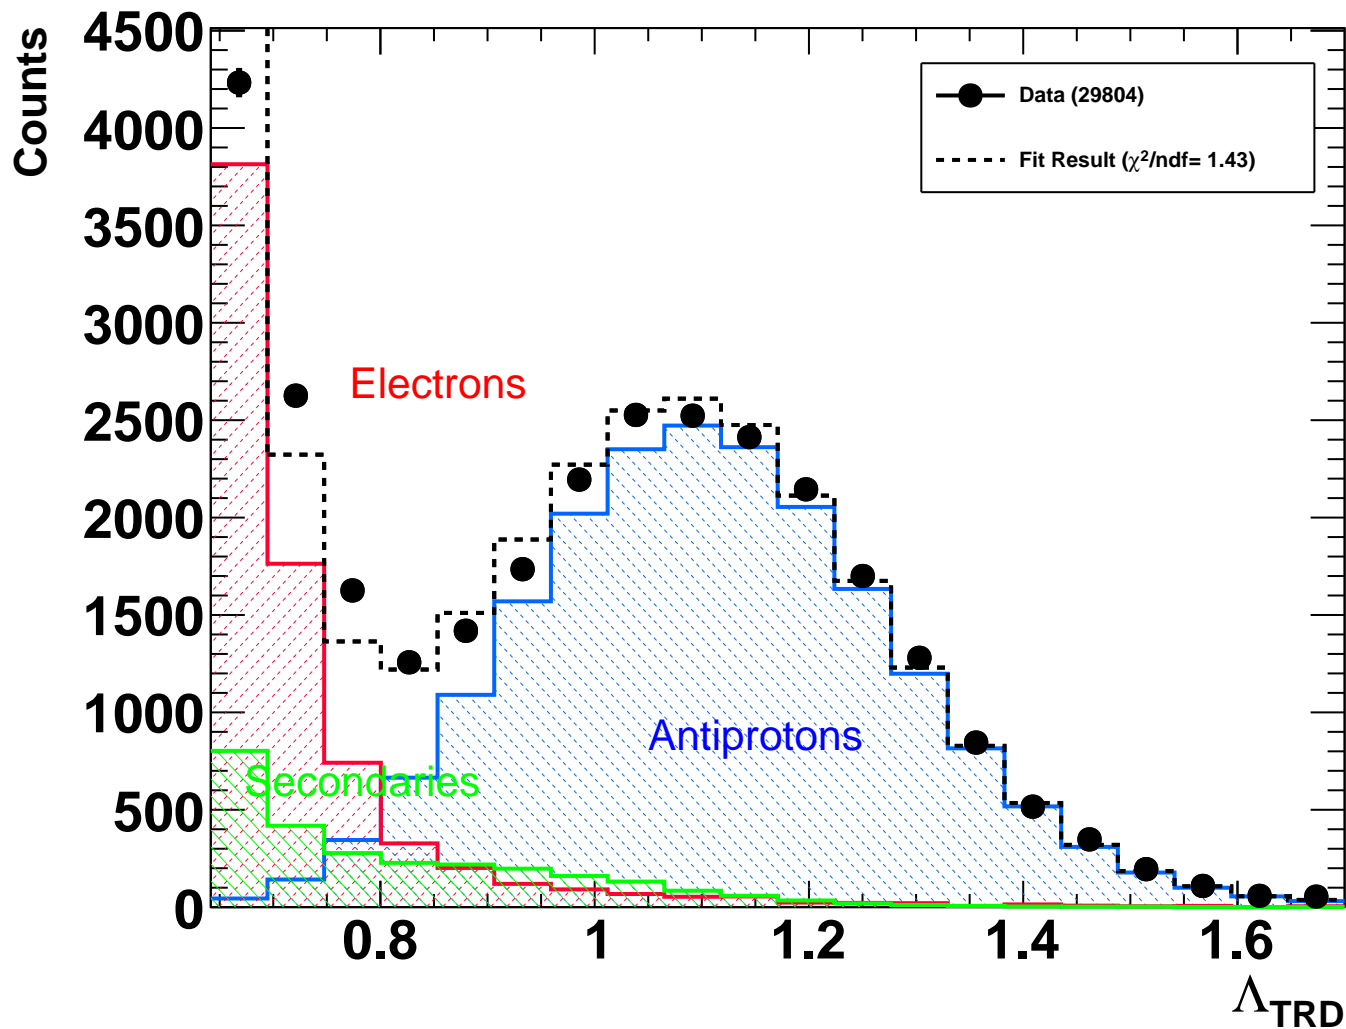 Counts
4500
4000
3500
3000
2500
2000
1500
1000
500
0
Data (29804)
Fit Result (χ²/ndf= 1.43)
Electrons
Antiprotons
Secondaries
0.8 1 1.2 1.4 1.6
Λ_TRD